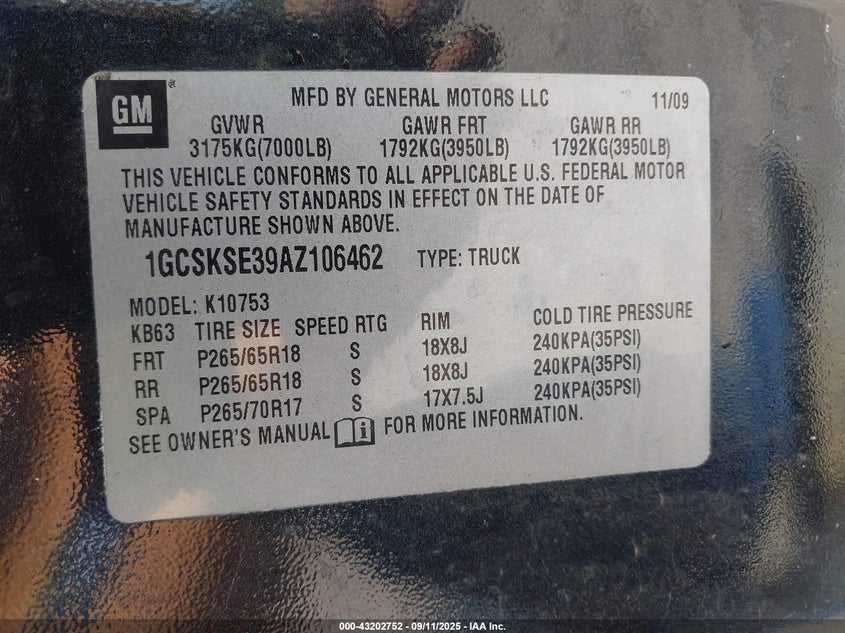 GM ®
MFD BY GENERAL MOTORS LLC 11/09
GVWR GAWR FRT GAWR RR
3175KG(7000LB) 1792KG(3950LB) 1792KG(3950LB)
THIS VEHICLE CONFORMS TO ALL APPLICABLE U.S. FEDERAL MOTOR
VEHICLE SAFETY STANDARDS IN EFFECT ON THE DATE OF
MANUFACTURE SHOWN ABOVE.
1GCSKSE39AZ106462 TYPE: TRUCK
MODEL: K10753
KB63 TIRE SIZE SPEED RTG RIM COLD TIRE PRESSURE
FRT P265/65R18 S 18X8J 240KPA(35PSI)
RR P265/65R18 S 18X8J 240KPA(35PSI)
SPA P265/70R17 S 17X7.5J 240KPA(35PSI)
SEE OWNER'S MANUAL i FOR MORE INFORMATION.
000-43202752 - 09/11/2025 - IAA Inc.